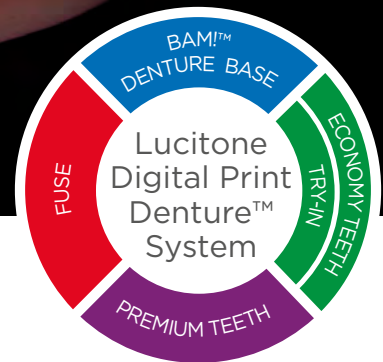 BAM!™
DENTURE BASE
ECONOMY TEETH
TRY-IN
FUSE
Lucitone
Digital Print
Denture™
System
PREMIUM TEETH